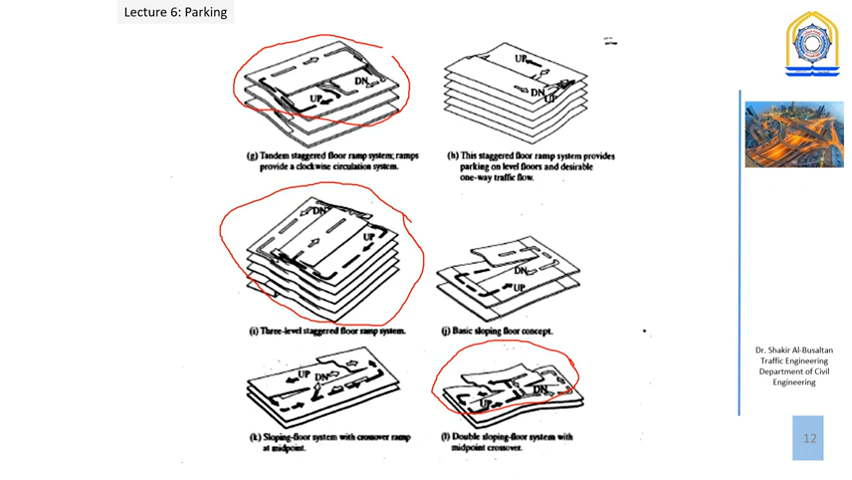 Lecture 6: Parking
UP
DN
(g) Tandem staggered floor ramp system; ramps
provide a clockwise circulation system.
UP
DN
UP
(h) This staggered floor ramp system provides
parking on level floors and desirable
one-way traffic flow.
DN
UP
(i) Three-level staggered floor ramp system.
DN
UP
(j) Basic sloping floor concept.
UP
DN
(k) Sloping-floor system with crossover ramp
at midpoint.
UP
DN
(l) Double sloping-floor system with
midpoint crossover.
Dr. Shakir Al-Busaltan
Traffic Engineering
Department of Civil
Engineering
12